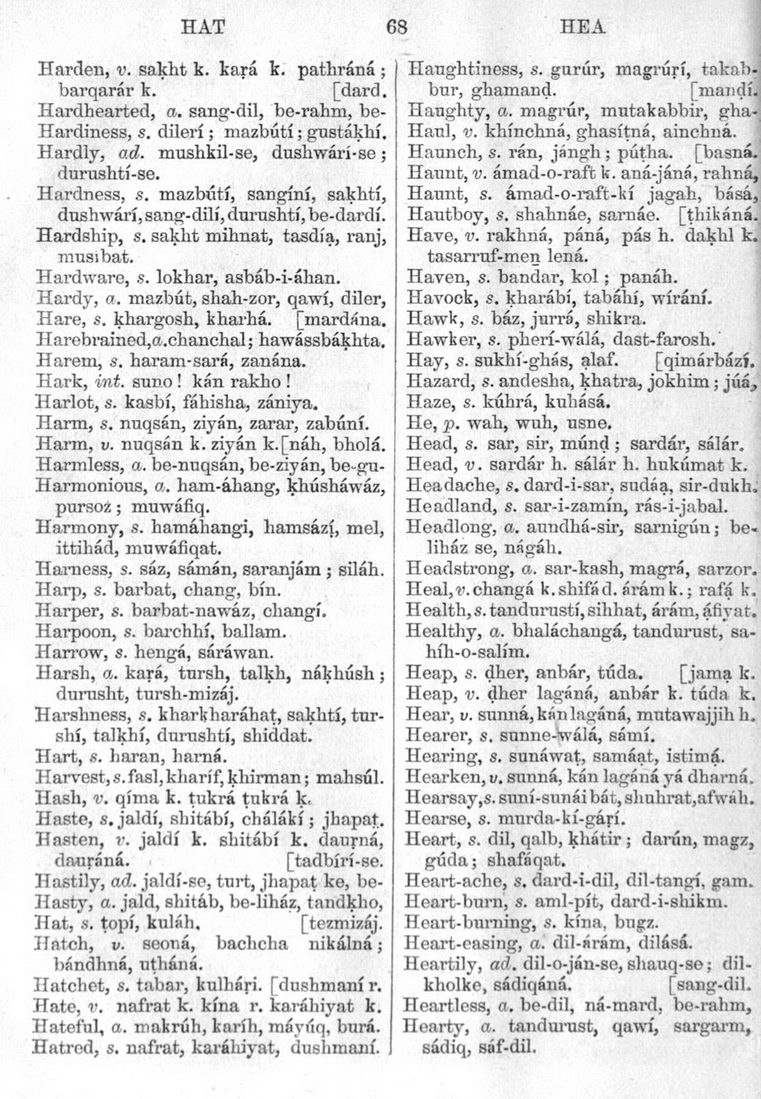 HAT 68 HEA
Harden, v. sakht k. kará k. pathráná;
barqarár k. [dard.
Hardhearted, a. sang-dil, be-rahm, be-
Hardiness, s. dilerí; mazbútí; gustákhí.
Hardly, ad. mushkil-se, dushwárí-se;
durushtí-se.
Hardness, s. mazbútí, sangíní, sakhtí,
dushwárí, sang-dilí, durushtí, be-dardí.
Hardship, s. sakht mihnat, tasdía, ranj,
musibat.
Hardware, s. lokhar, asbáb-i-áhan.
Hardy, a. mazbút, shah-zor, qawí, diler,
Hare, s. khargosh, kharhá. [mardána.
Harebrained, a. chanchal; hawássbákhta.
Harem, s. haram-sará, zanána.
Hark, int. suno! kán rakho!
Harlot, s. kasbí, fáhisha, zániya.
Harm, s. nuqsán, ziyán, zarar, zabúní.
Harm, v. nuqsán k. ziyán k. [náh, bholá.
Harmless, a. be-nuqsán, be-ziyán, be-gu-
Harmonious, a. ham-áhang, khúsháwáz,
pursoz; muwáfiq.
Harmony, s. hamáhangi, hamsází, mel,
ittihád, muwáfiqat.
Harness, s. sáz, sámán, saranjám; siláh.
Harp, s. barbat, chang, bín.
Harper, s. barbat-nawáz, changí.
Harpoon, s. barchhí, ballam.
Harrow, s. hengá, saráwan.
Harsh, a. kaṛá, tursh, talkh, nákhúsh;
durusht, tursh-mizáj.
Harshness, s. kharkharáhat, sakhtí, tur-
shí, talkhí, durushtí, shiddat.
Hart, s. haran, harná.
Harvest, s. fasl, kharíf, khirman; mahsúl.
Hash, v. qíma k. ṭukrá ṭukrá k.
Haste, s. jaldí, shitábí, chálákí; jhapaṭ.
Hasten, v. jaldí k. shitábí k. dauṛná,
dauṛáná. [tadbírí-se.
Hastily, ad. jaldí-se, turt, jhapaṭ ke, be-
Hasty, a. jald, shitáb, be-liház, tandkho,
Hat, s. ṭopí, kuláh. [tezmizáj.
Hatch, v. seoná, bachcha nikálná;
bándhná, uṭháná.
Hatchet, s. tabar, kulháṛi. [dushmaní r.
Hate, v. nafrat k. kína r. karáhiyat k.
Hateful, a. makrúh, karíh, máyúq, burá.
Hatred, s. nafrat, karáhiyat, dushmaní.
Haughtiness, s. gurúr, magrúrí, takab-
bur, ghamanḍ. [manḍí.
Haughty, a. magrúr, mutakabbir, gha-
Haul, v. khínchná, ghasíṭná, ainchná.
Haunch, s. rán, jángh; púṭha. [basná.
Haunt, v. ámad-o-raft k. aná-jáná, rahná,
Haunt, s. ámad-o-raft-kí jagah, básá,
Hautboy, s. shahnáe, sarnáe. [ṭhikáná.
Have, v. rakhná, páná, pás h. dakhl k.
tasarruf-men lená.
Haven, s. bandar, kol; panáh.
Havock, s. kharábí, tabáhí, wírání.
Hawk, s. báz, jurrá, shikra.
Hawker, s. pherí-wálá, dast-farosh.
Hay, s. sukhí-ghás, alaf. [qimárbází.
Hazard, s. andesha, khatra, jokhim; júá,
Haze, s. kúhrá, kuhásá.
He, p. wah, wuh, usne.
Head, s. sar, sir, múnḍ; sardár, sálár.
Head, v. sardár h. sálár h. hukúmat k.
Headache, s. dard-i-sar, sudáa, sir-dukh.
Headland, s. sar-i-zamín, rás-i-jabal.
Headlong, a. aundhá-sir, sarnigún; be-
liház se, nágáh.
Headstrong, a. sar-kash, magrá, sarzor.
Heal, v. changá k. shifá d. árám k.; rafa k.
Health, s. tandurustí, sihhat, árám, áfiyat.
Healthy, a. bhaláchangá, tandurust, sa-
híh-o-salím.
Heap, s. ḍher, anbár, túda. [jama k.
Heap, v. ḍher lagáná, anbár k. túda k.
Hear, v. sunná, kán lagáná, mutawajjih h.
Hearer, s. sunne-wálá, sámí.
Hearing, s. sunáwaṭ, samáat, istimá.
Hearken, v. sunná, kán lagáná yá dharná.
Hearsay, s. suní-sunái bát, shuhrat, afwáh.
Hearse, s. murda-kí-gáṛí.
Heart, s. dil, qalb, khátir; darún, magz,
gúda; shafáqat.
Heart-ache, s. dard-i-dil, dil-tangí, gam.
Heart-burn, s. aml-pít, dard-i-shikm.
Heart-burning, s. kína, bugz.
Heart-easing, a. dil-árám, dilásá.
Heartily, ad. dil-o-ján-se, shauq-se; dil-
kholke, sádiqáná. [sang-dil.
Heartless, a. be-dil, ná-mard, be-rahm,
Hearty, a. tandurust, qawí, sargarm,
sádiq, sáf-dil.